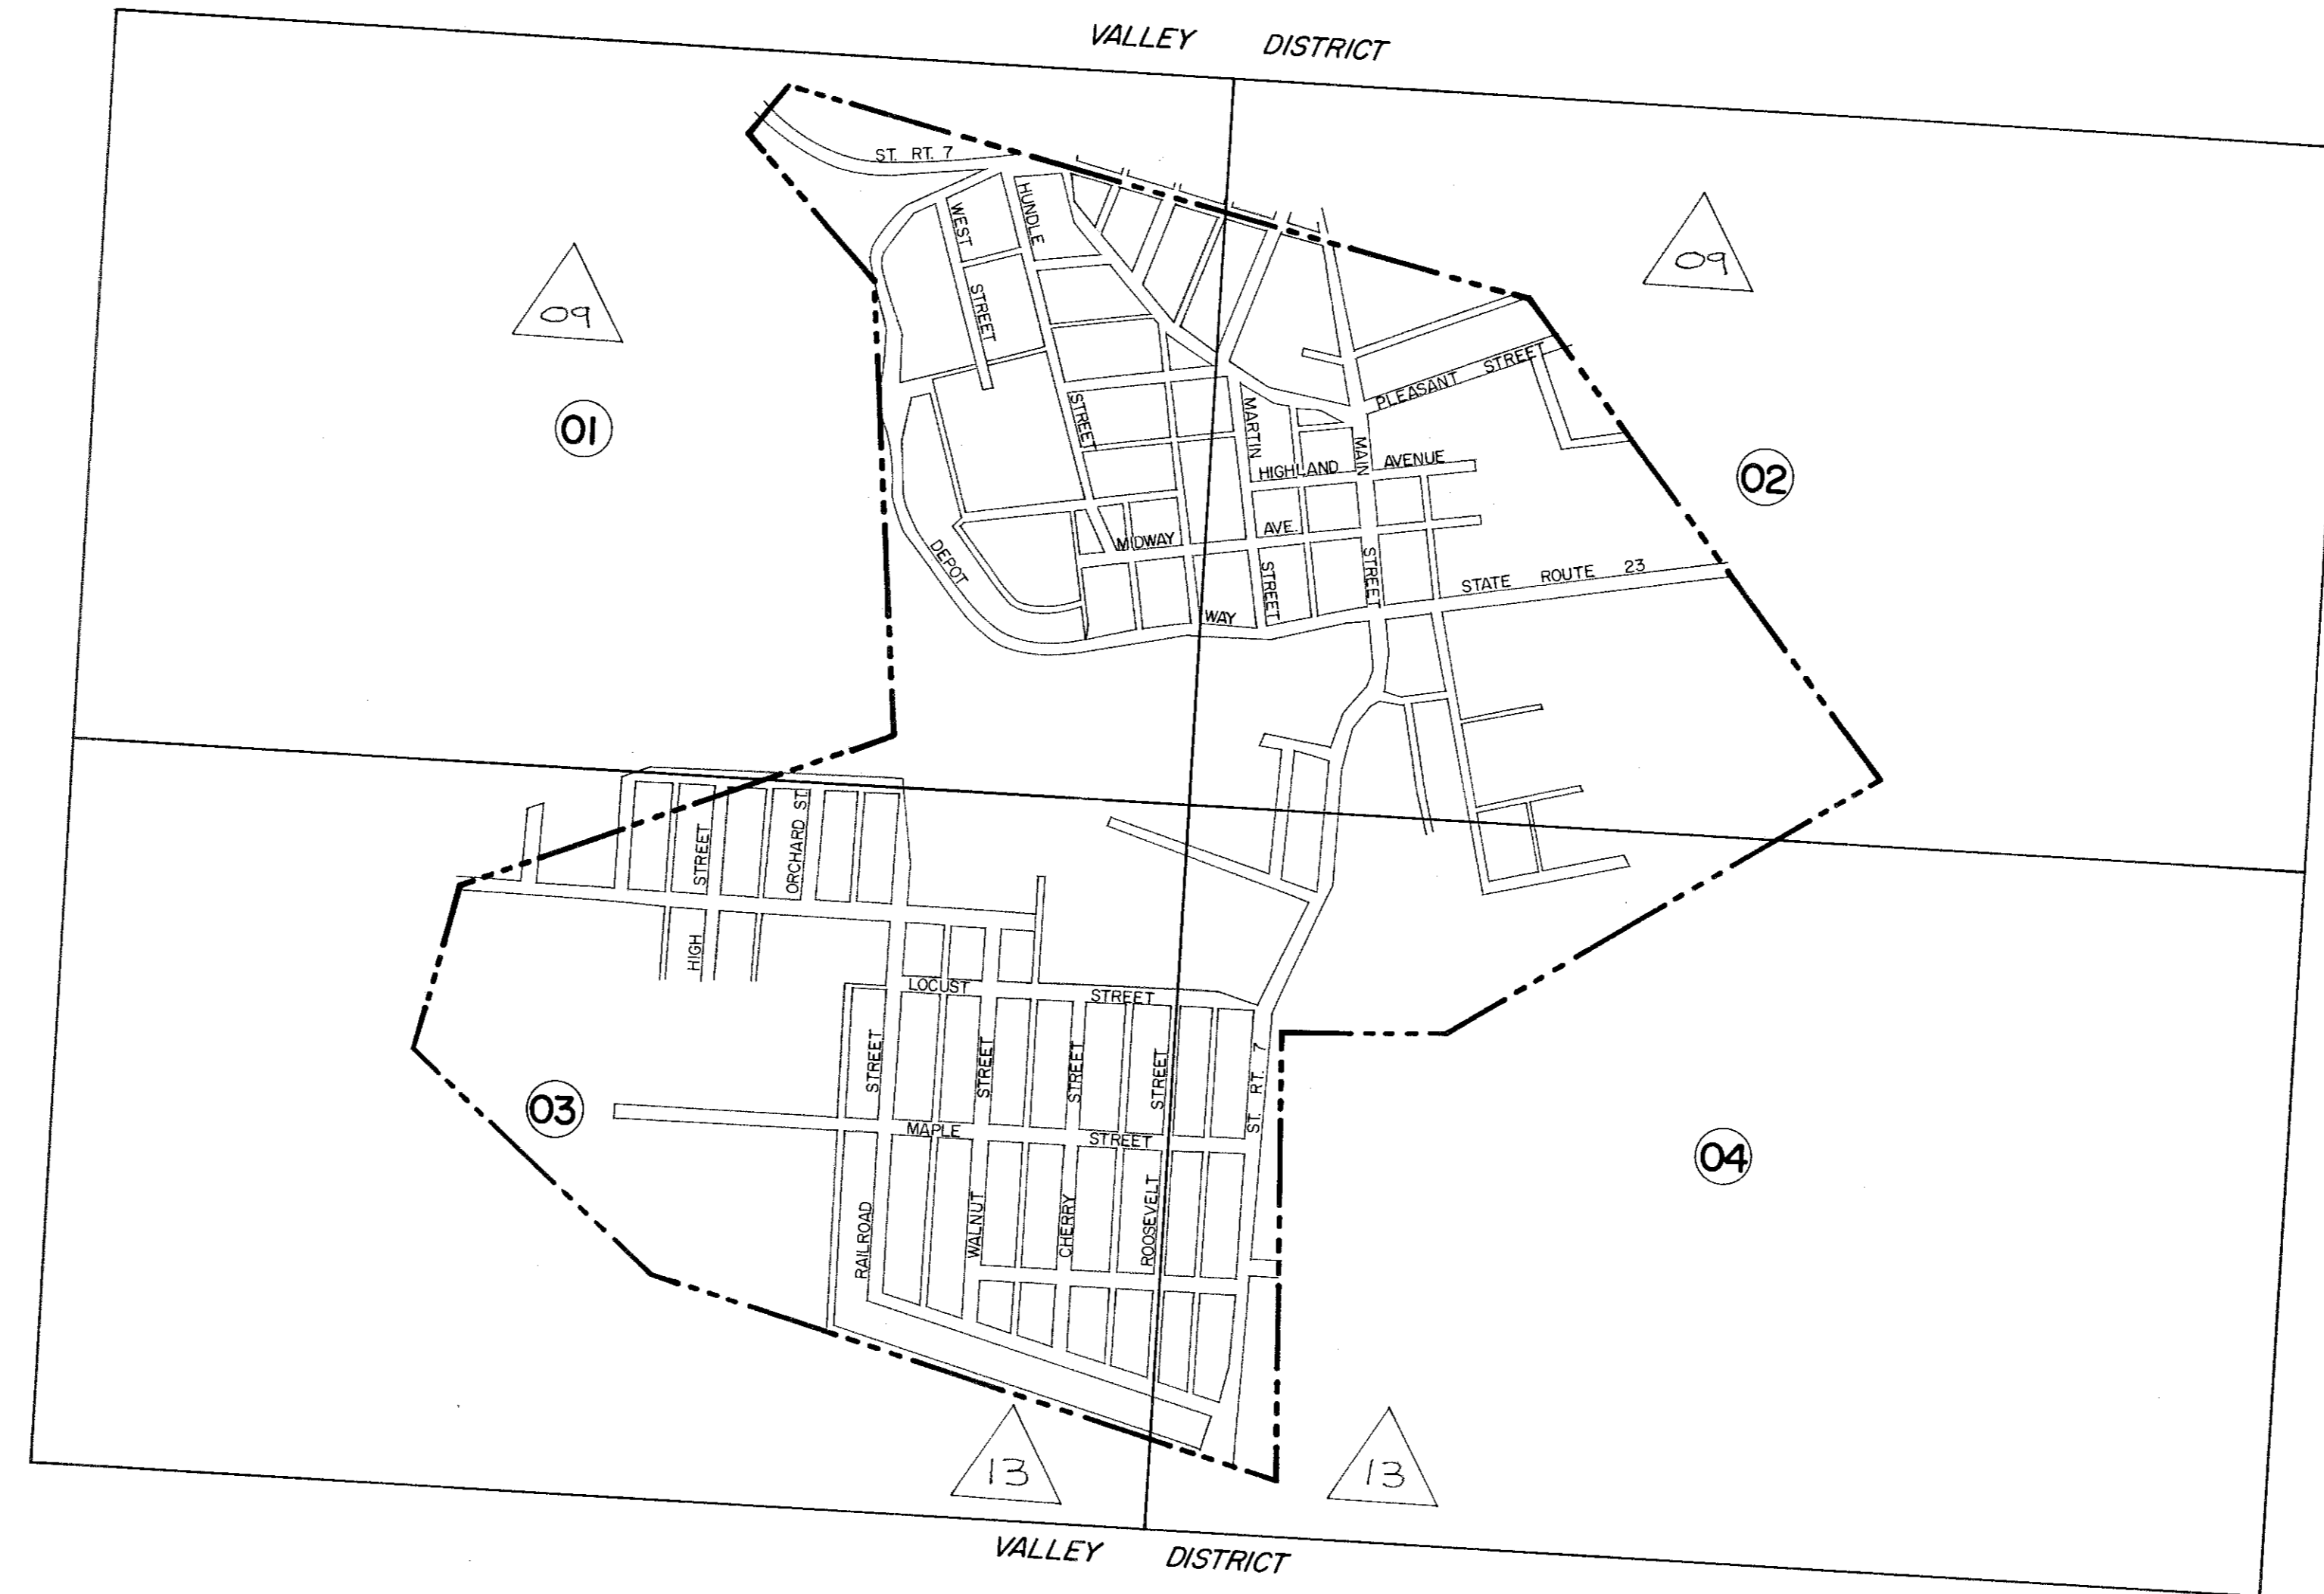 VALLEY DISTRICT
ST. RT. 7
WEST STREET
HUNDLE STREET
09
09
01
02
PLEASANT STREET
MARTIN STREET
MAIN STREET
HIGHLAND AVENUE
MIDWAY AVE.
DEPOT WAY
STATE ROUTE 23
HIGH STREET
ORCHARD ST.
LOCUST STREET
RAILROAD STREET
WALNUT STREET
CHERRY STREET
ROOSEVELT STREET
ST. RT. 7
MAPLE STREET
03
04
13
13
VALLEY DISTRICT